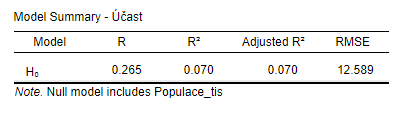 Model Summary - Účast
Model R R² Adjusted R² RMSE
H₀ 0.265 0.070 0.070 12.589
Note. Null model includes Populace_tis